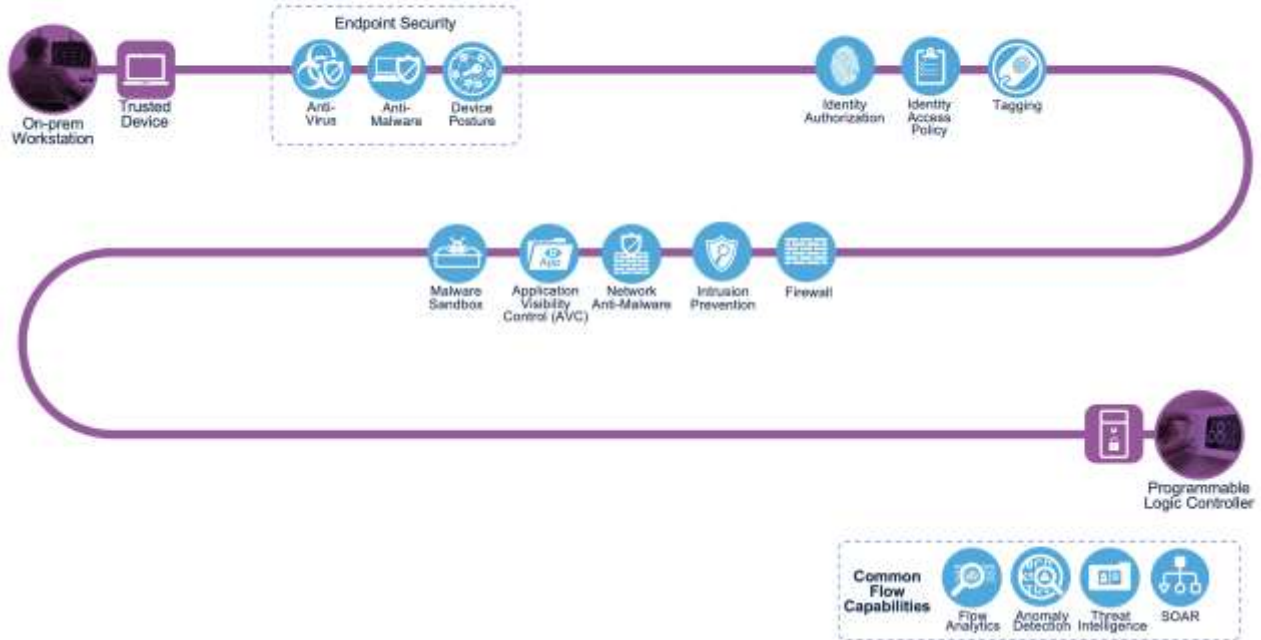 Endpoint Security
On-prem
Workstation
Trusted
Device
Anti-
Virus
Anti-
Malware
Device
Posture
Identity
Authorization
Identity
Access
Policy
Tagging
Malware
Sandbox
Application
Visibility
Control (AVC)
App
Network
Anti-Malware
Intrusion
Prevention
Firewall
68
Programmable
Logic Controller
Common
Flow
Capabilities
Flow
Analytics
Anomaly
Detection
Threat
Intelligence
SOAR